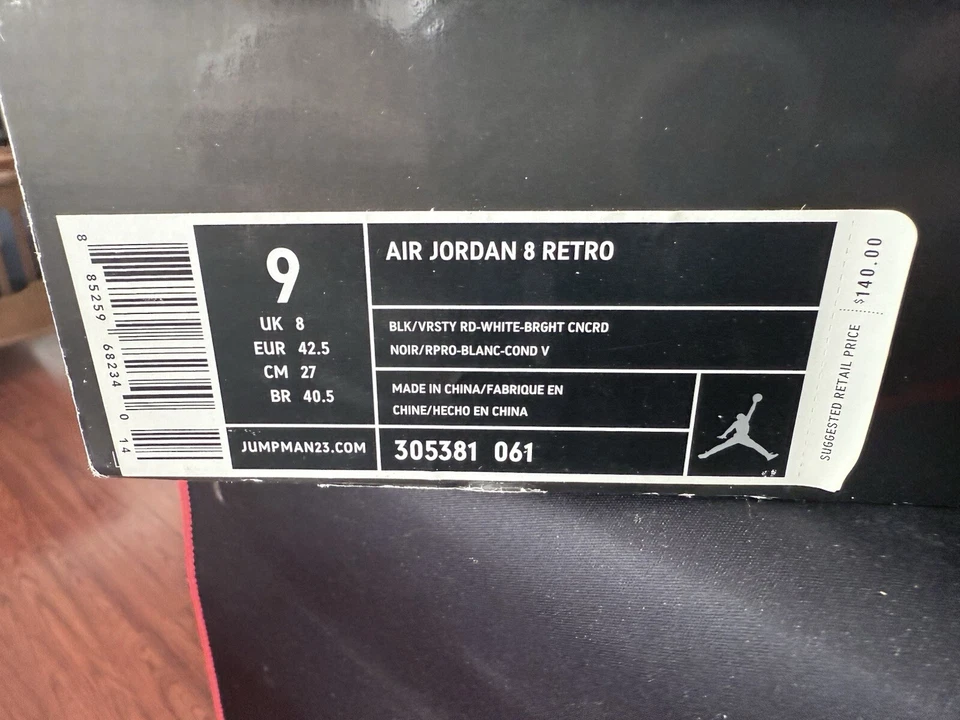 8 85259 68234 0 14
9
UK 8
EUR 42.5
CM 27
BR 40.5
JUMPMAN23.COM
AIR JORDAN 8 RETRO
BLK/VRSTY RD-WHITE-BRGHT CNCRD
NOIR/RPRO-BLANC-COND V
MADE IN CHINA/FABRIQUE EN
CHINE/HECHO EN CHINA
305381 061
SUGGESTED RETAIL PRICE $140.00